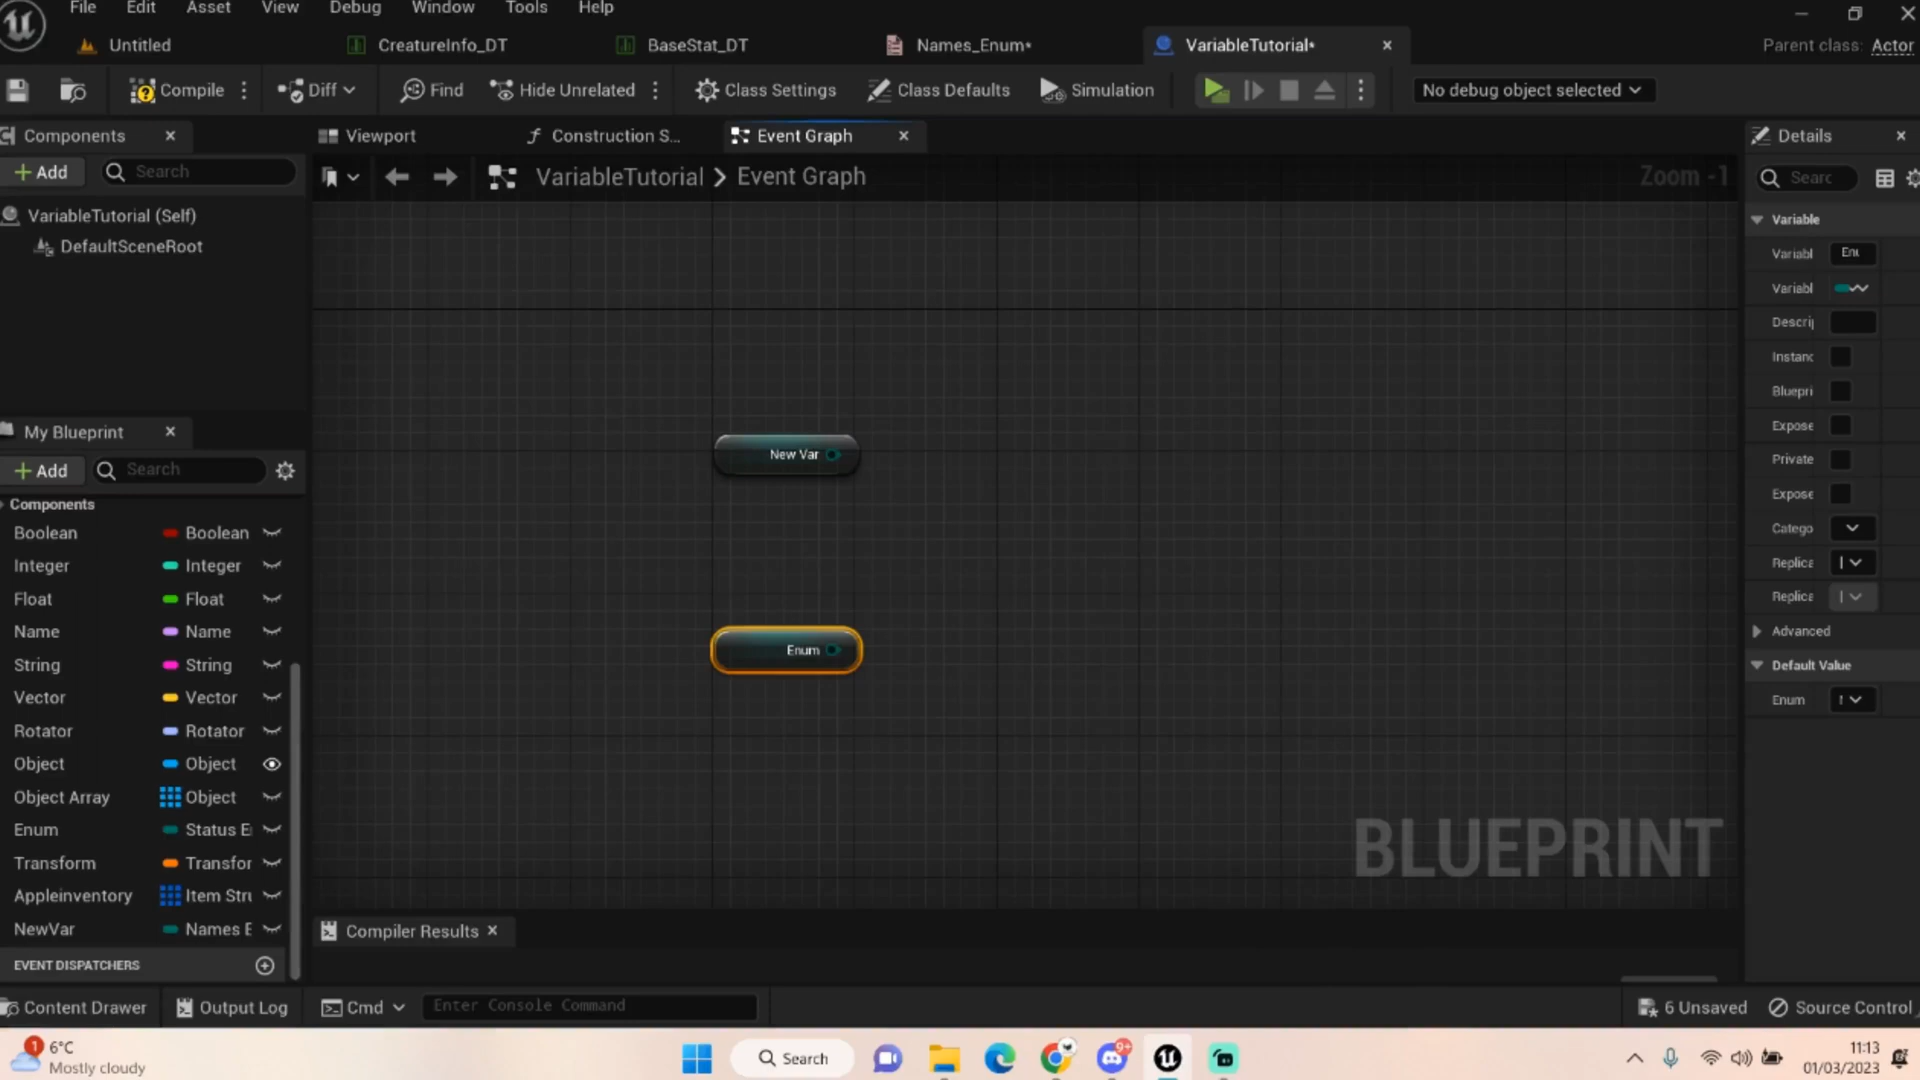 File Edit Asset View Debug Window Tools Help
Untitled CreatureInfo_DT BaseStat_DT Names_Enum* VariableTutorial* Parent class: Actor
Compile Diff Find Hide Unrelated Class Settings Class Defaults Simulation No debug object selected
Components Viewport Construction S... Event Graph Details
+ Add Search VariableTutorial > Event Graph Zoom -1 Searc
VariableTutorial (Self)
DefaultSceneRoot
Variable
Variabl Enu
Variabl
Descrip
Instanc
Bluepri
Expose
Private
Expose
Catego
Replica
Replica
Advanced
Default Value
Enum
New Var
Enum
BLUEPRINT
My Blueprint
+ Add Search
Components
Boolean Boolean
Integer Integer
Float Float
Name Name
String String
Vector Vector
Rotator Rotator
Object Object
Object Array Object
Enum Status E
Transform Transfor
Appleinventory Item Stru
NewVar Names E
EVENT DISPATCHERS
Compiler Results
Content Drawer Output Log Cmd Enter Console Command 6 Unsaved Source Control
1 6°C
Mostly cloudy
Search
9+
11:13
01/03/2023